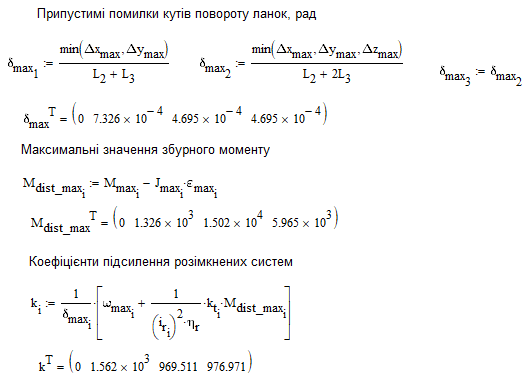 Припустимі помилки кутів повороту ланок, рад
δmax₁ := min(Δxmax, Δymax) / (L₂ + L₃)    δmax₂ := min(Δxmax, Δymax, Δzmax) / (L₂ + 2L₃)    δmax₃ := δmax₂
δmaxᵀ = (0  7.326 × 10⁻⁴  4.695 × 10⁻⁴  4.695 × 10⁻⁴)
Максимальні значення збурного моменту
Mdist_maxᵢ := Mmaxᵢ − Jmaxᵢ·εmaxᵢ
Mdist_maxᵀ = (0  1.326 × 10³  1.502 × 10⁴  5.965 × 10³)
Коефіцієнти підсилення розімкнених систем
kᵢ := 1/δmaxᵢ·[ωmaxᵢ + 1/((irᵢ)²·ηr)·ktᵢ·Mdist_maxᵢ]
kᵀ = (0  1.562 × 10³  969.511  976.971)